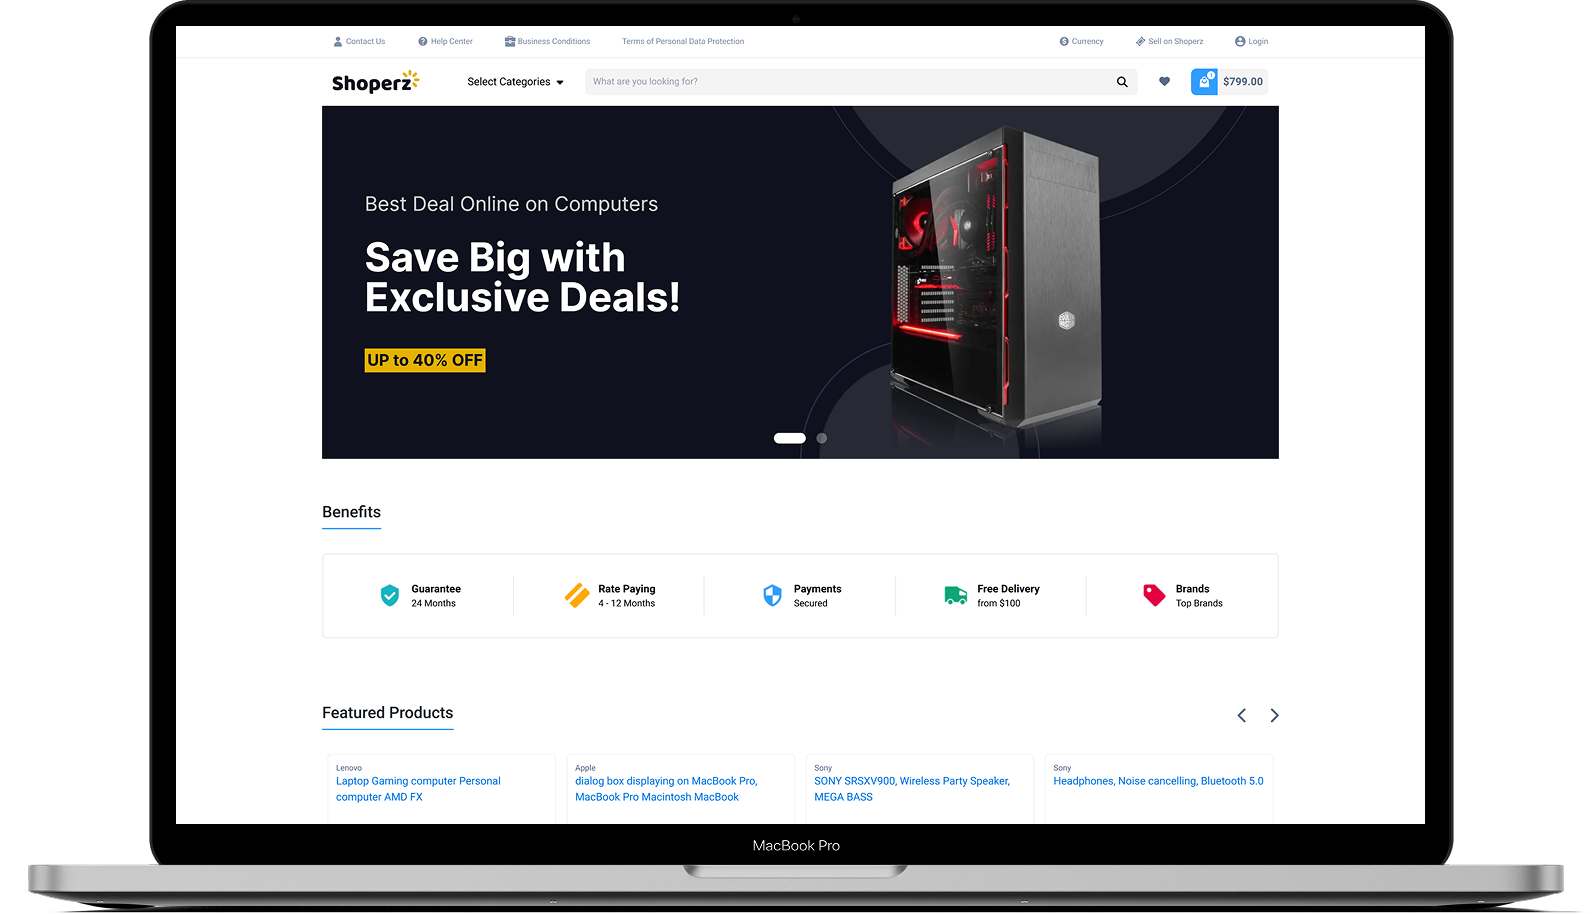 Contact Us
Help Center
Business Conditions
Terms of Personal Data Protection
Currency
Sell on Shoperz
Login
Shoperz
Select Categories
What are you looking for?
1
$799.00
Best Deal Online on Computers
Save Big with
Exclusive Deals!
UP to 40% OFF
Benefits
Guarantee
24 Months
Rate Paying
4 - 12 Months
Payments
Secured
Free Delivery
from $100
Brands
Top Brands
Featured Products
Lenovo
Laptop Gaming computer Personal
computer AMD FX
Apple
dialog box displaying on MacBook Pro,
MacBook Pro Macintosh MacBook
Sony
SONY SRSXV900, Wireless Party Speaker,
MEGA BASS
Sony
Headphones, Noise cancelling, Bluetooth 5.0
MacBook Pro